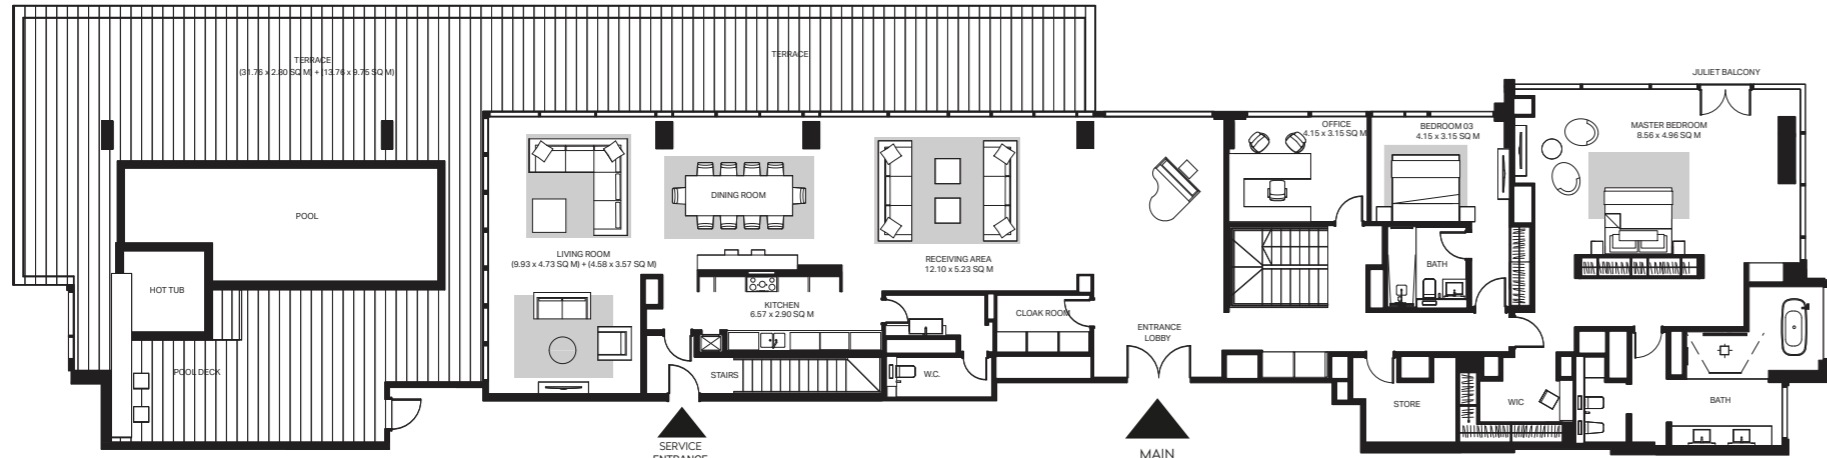 TERRACE
(31.76 x 2.80 SQ M) + (13.76 x 9.75 SQ M)
TERRACE
JULIET BALCONY
OFFICE
4.15 x 3.15 SQ M
BEDROOM 03
4.15 x 3.15 SQ M
MASTER BEDROOM
8.56 x 4.96 SQ M
DINING ROOM
POOL
LIVING ROOM
(9.93 x 4.73 SQ M) + (4.58 x 3.57 SQ M)
RECEIVING AREA
12.10 x 5.23 SQ M
BATH
HOT TUB
KITCHEN
6.57 x 2.90 SQ M
CLOAK ROOM
ENTRANCE
LOBBY
POOL DECK
STAIRS
W.C.
STORE
WIC
BATH
SERVICE
ENTRANCE
MAIN